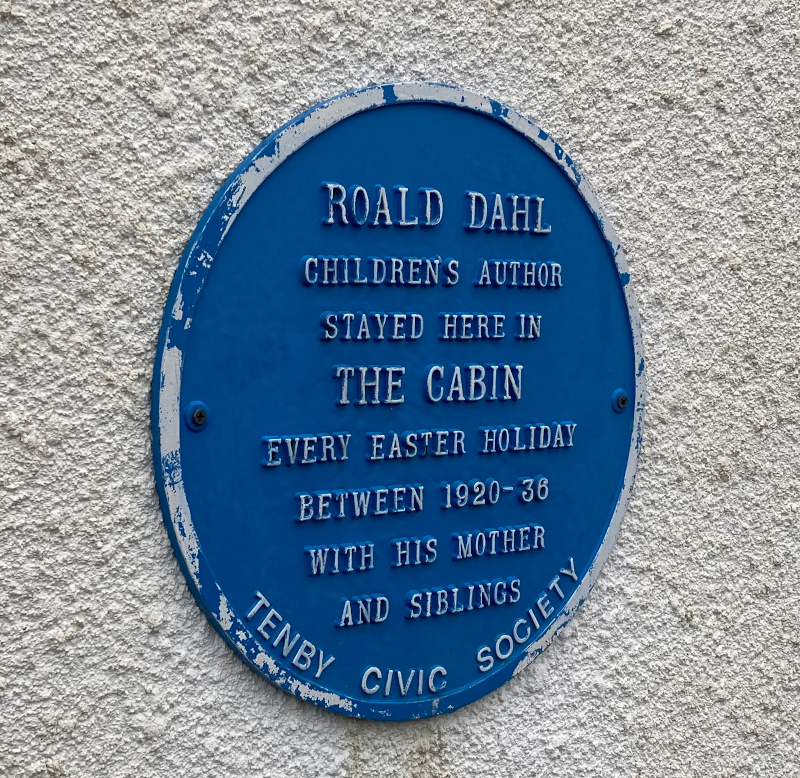 ROALD DAHL
CHILDREN'S AUTHOR
STAYED HERE IN
THE CABIN
EVERY EASTER HOLIDAY
BETWEEN 1920-36
WITH HIS MOTHER
AND SIBLINGS
TENBY CIVIC SOCIETY